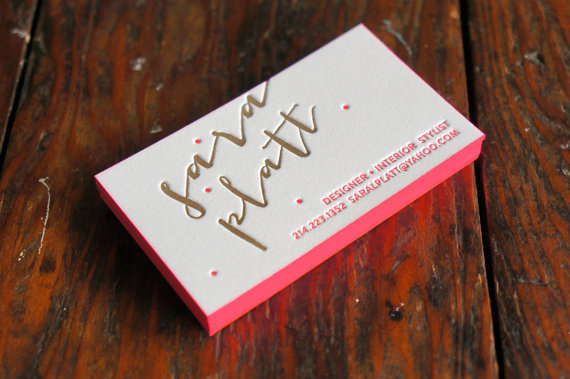 sara
platt
DESIGNER + INTERIOR STYLIST
214.223.1352 SARALPLATT@YAHOO.COM